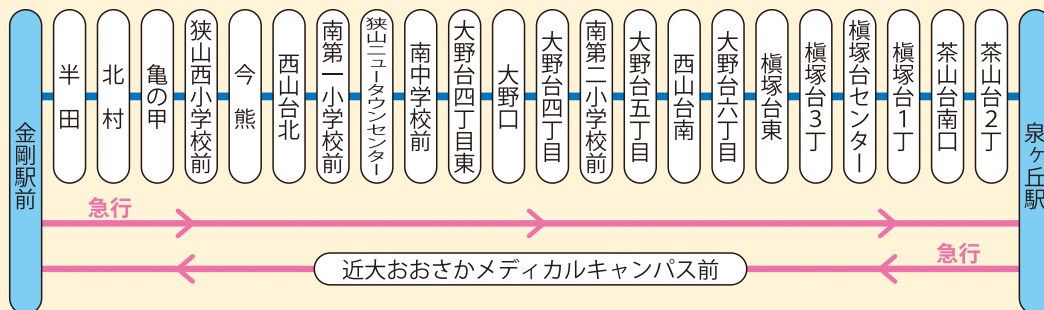 金剛駅前
半田
北村
亀の甲
狭山西小学校前
今熊
西山台北
南第一小学校前
狭山ニュータウンセンター
南中学校前
大野台四丁目東
大野口
大野台四丁目
南第二小学校前
大野台五丁目
西山台南
大野台六丁目
槇塚台東
槇塚台3丁
槇塚台センター
槇塚台1丁
茶山台南口
茶山台2丁
泉ヶ丘駅
急行
急行
近大おおさかメディカルキャンパス前